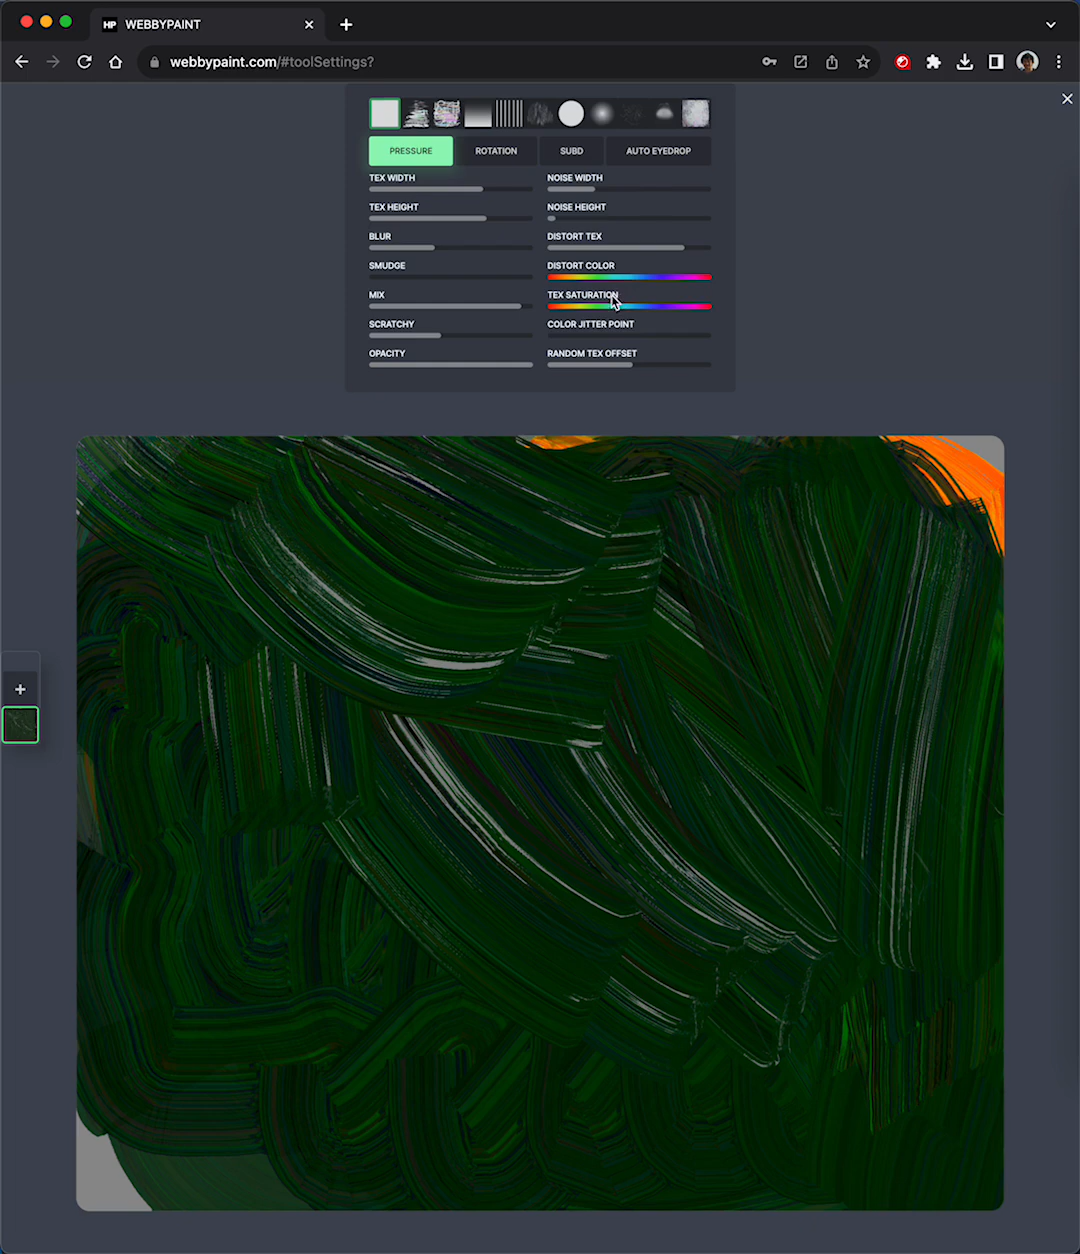 HP WEBBYPAINT
webbypaint.com/#toolSettings?
PRESSURE ROTATION SUBD AUTO EYEDROP
TEX WIDTH NOISE WIDTH
TEX HEIGHT NOISE HEIGHT
BLUR DISTORT TEX
SMUDGE DISTORT COLOR
MIX TEX SATURATION
SCRATCHY COLOR JITTER POINT
OPACITY RANDOM TEX OFFSET